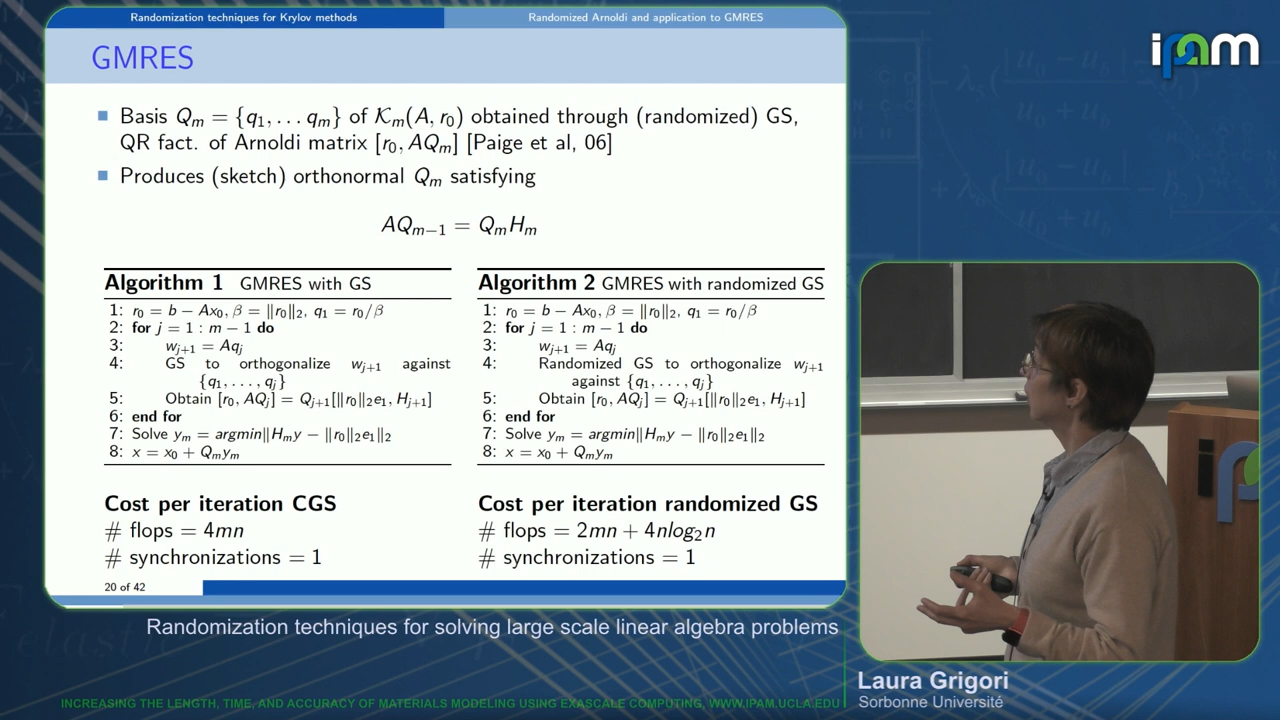 Randomization techniques for Krylov methods
Randomized Arnoldi and application to GMRES
GMRES
Basis Q_m = {q_1, . . . q_m} of K_m(A, r_0) obtained through (randomized) GS,
QR fact. of Arnoldi matrix [r_0, AQ_m] [Paige et al, 06]
Produces (sketch) orthonormal Q_m satisfying
AQ_{m−1} = Q_m H_m
Algorithm 1 GMRES with GS
1: r_0 = b − Ax_0, β = ‖r_0‖_2, q_1 = r_0/β
2: for j = 1 : m − 1 do
3: w_{j+1} = Aq_j
4: GS to orthogonalize w_{j+1} against
{q_1, . . . , q_j}
5: Obtain [r_0, AQ_j] = Q_{j+1}[‖r_0‖_2 e_1, H_{j+1}]
6: end for
7: Solve y_m = argmin‖H_m y − ‖r_0‖_2 e_1‖_2
8: x = x_0 + Q_m y_m
Algorithm 2 GMRES with randomized GS
1: r_0 = b − Ax_0, β = ‖r_0‖_2, q_1 = r_0/β
2: for j = 1 : m − 1 do
3: w_{j+1} = Aq_j
4: Randomized GS to orthogonalize w_{j+1}
against {q_1, . . . , q_j}
5: Obtain [r_0, AQ_j] = Q_{j+1}[‖r_0‖_2 e_1, H_{j+1}]
6: end for
7: Solve y_m = argmin‖H_m y − ‖r_0‖_2 e_1‖_2
8: x = x_0 + Q_m y_m
Cost per iteration CGS
# flops = 4mn
# synchronizations = 1
Cost per iteration randomized GS
# flops = 2mn + 4nlog_2n
# synchronizations = 1
20 of 42
ipam
Randomization techniques for solving large scale linear algebra problems
Laura Grigori
Sorbonne Université
INCREASING THE LENGTH, TIME, AND ACCURACY OF MATERIALS MODELING USING EXASCALE COMPUTING, WWW.IPAM.UCLA.EDU